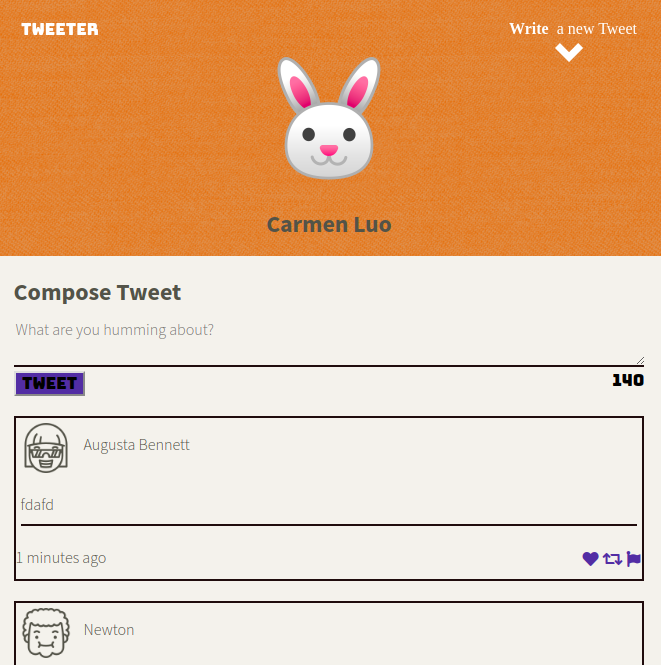 TWEETER
Write a new Tweet
Carmen Luo
Compose Tweet
What are you humming about?
TWEET
140
Augusta Bennett
fdafd
1 minutes ago
Newton